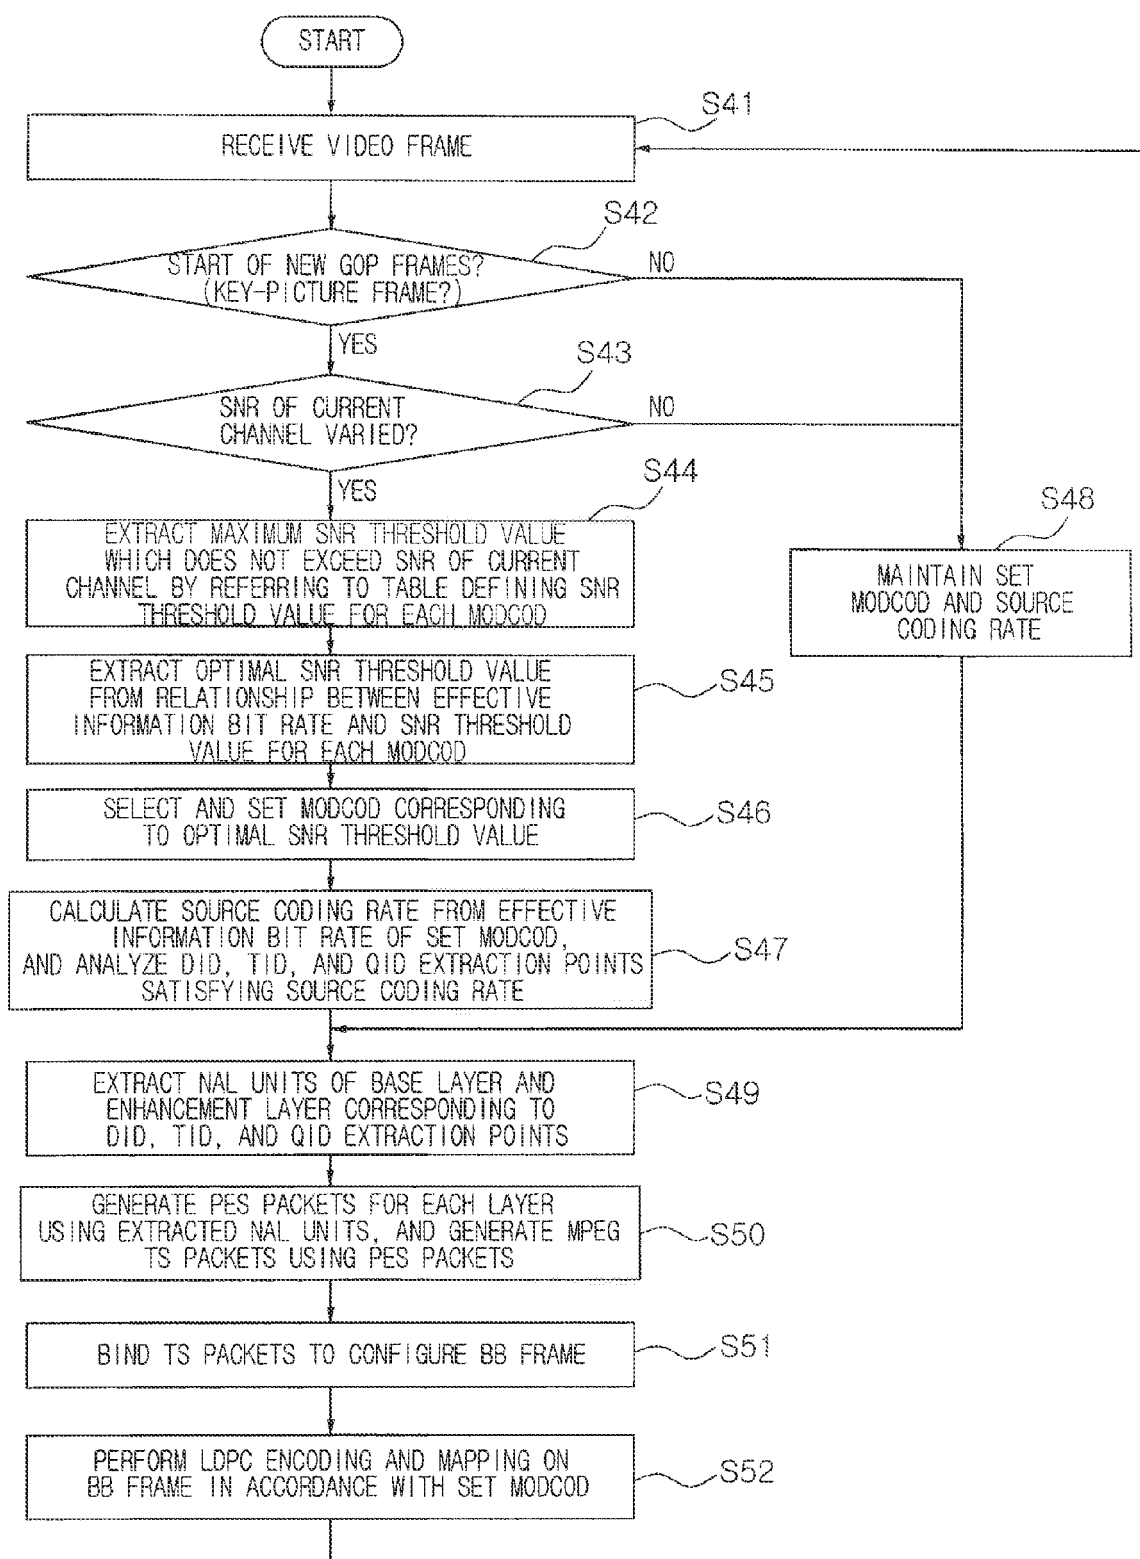 START
S41
RECEIVE VIDEO FRAME
S42
START OF NEW GOP FRAMES?
(KEY-PICTURE FRAME?)
NO
YES
S43
SNR OF CURRENT
CHANNEL VARIED?
NO
YES
S44
EXTRACT MAXIMUM SNR THRESHOLD VALUE
WHICH DOES NOT EXCEED SNR OF CURRENT
CHANNEL BY REFERRING TO TABLE DEFINING SNR
THRESHOLD VALUE FOR EACH MODCOD
S48
MAINTAIN SET
MODCOD AND SOURCE
CODING RATE
EXTRACT OPTIMAL SNR THRESHOLD VALUE
FROM RELATIONSHIP BETWEEN EFFECTIVE
INFORMATION BIT RATE AND SNR THRESHOLD
VALUE FOR EACH MODCOD
S45
SELECT AND SET MODCOD CORRESPONDING
TO OPTIMAL SNR THRESHOLD VALUE
S46
CALCULATE SOURCE CODING RATE FROM EFFECTIVE
INFORMATION BIT RATE OF SET MODCOD,
AND ANALYZE DID, TID, AND QID EXTRACTION POINTS
SATISFYING SOURCE CODING RATE
S47
EXTRACT NAL UNITS OF BASE LAYER AND
ENHANCEMENT LAYER CORRESPONDING TO
DID, TID, AND QID EXTRACTION POINTS
S49
GENERATE PES PACKETS FOR EACH LAYER
USING EXTRACTED NAL UNITS, AND GENERATE MPEG
TS PACKETS USING PES PACKETS
S50
BIND TS PACKETS TO CONFIGURE BB FRAME
S51
PERFORM LDPC ENCODING AND MAPPING ON
BB FRAME IN ACCORDANCE WITH SET MODCOD
S52